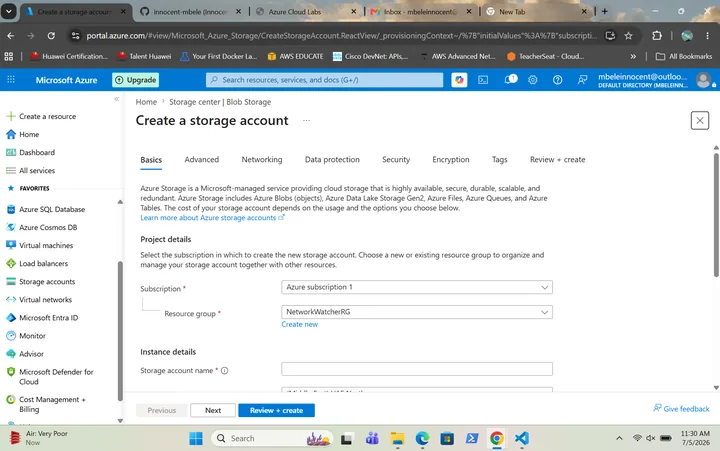 Create a storage account
innocent-mbele (Innocen
Azure Cloud Labs
Inbox - mbeleinnocent@
New Tab
portal.azure.com/#view/Microsoft_Azure_Storage/CreateStorageAccount.ReactView/_provisioningContext~/%7B"initialValues"%3A%7B"subscripti...
Huawei Certification...
Talent Huawei
Your First Docker La...
AWS EDUCATE
Cisco DevNet: APIs,...
AWS Advanced Net...
TeacherSeat - Cloud...
All Bookmarks
Microsoft Azure
Upgrade
Search resources, services, and docs (G+/)
1
mbeleinnocent@outloo...
DEFAULT DIRECTORY (MBELEINN...
Create a resource
Home
Dashboard
All services
FAVORITES
Azure SQL Database
Azure Cosmos DB
Virtual machines
Load balancers
Storage accounts
Virtual networks
Microsoft Entra ID
Monitor
Advisor
Microsoft Defender for
Cloud
Cost Management +
Billing
Home > Storage center | Blob Storage
Create a storage account ...
Basics
Advanced
Networking
Data protection
Security
Encryption
Tags
Review + create
Azure Storage is a Microsoft-managed service providing cloud storage that is highly available, secure, durable, scalable, and
redundant. Azure Storage includes Azure Blobs (objects), Azure Data Lake Storage Gen2, Azure Files, Azure Queues, and Azure
Tables. The cost of your storage account depends on the usage and the options you choose below.
Learn more about Azure storage accounts
Project details
Select the subscription in which to create the new storage account. Choose a new or existing resource group to organize and
manage your storage account together with other resources.
Subscription *
Azure subscription 1
Resource group *
NetworkWatcherRG
Create new
Instance details
Storage account name *
Previous
Next
Review + create
Give feedback
Air: Very Poor
Now
Search
11:30 AM
7/5/2026